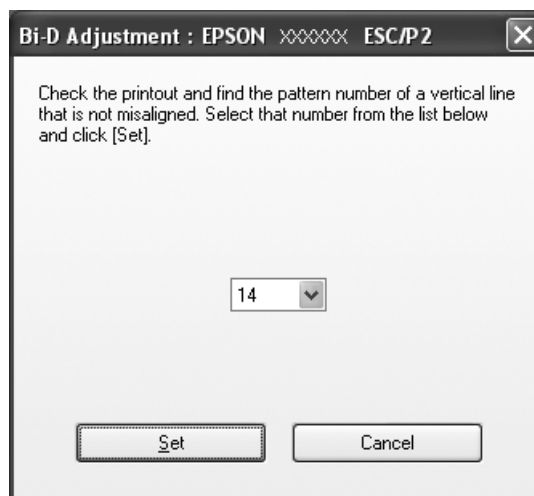 Bi-D Adjustment : EPSON XXXXXX ESC/P2
Check the printout and find the pattern number of a vertical line
that is not misaligned. Select that number from the list below
and click [Set].
14
Set
Cancel